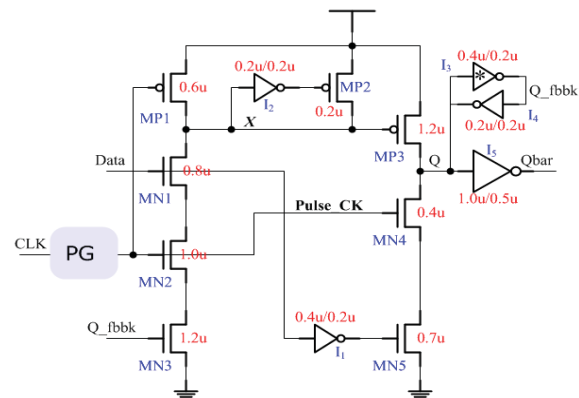 0.4u/0.2u
I3
*
Q_fbbk
0.2u/0.2u
I4
0.2u/0.2u
I2
0.6u
MP1
MP2
0.2u
X
MP3
1.2u
Q
I5
Qbar
1.0u/0.5u
Data
0.8u
MN1
Pulse_CK
0.4u
MN4
CLK
PG
1.0u
MN2
Q_fbbk
1.2u
MN3
0.4u/0.2u
I1
0.7u
MN5